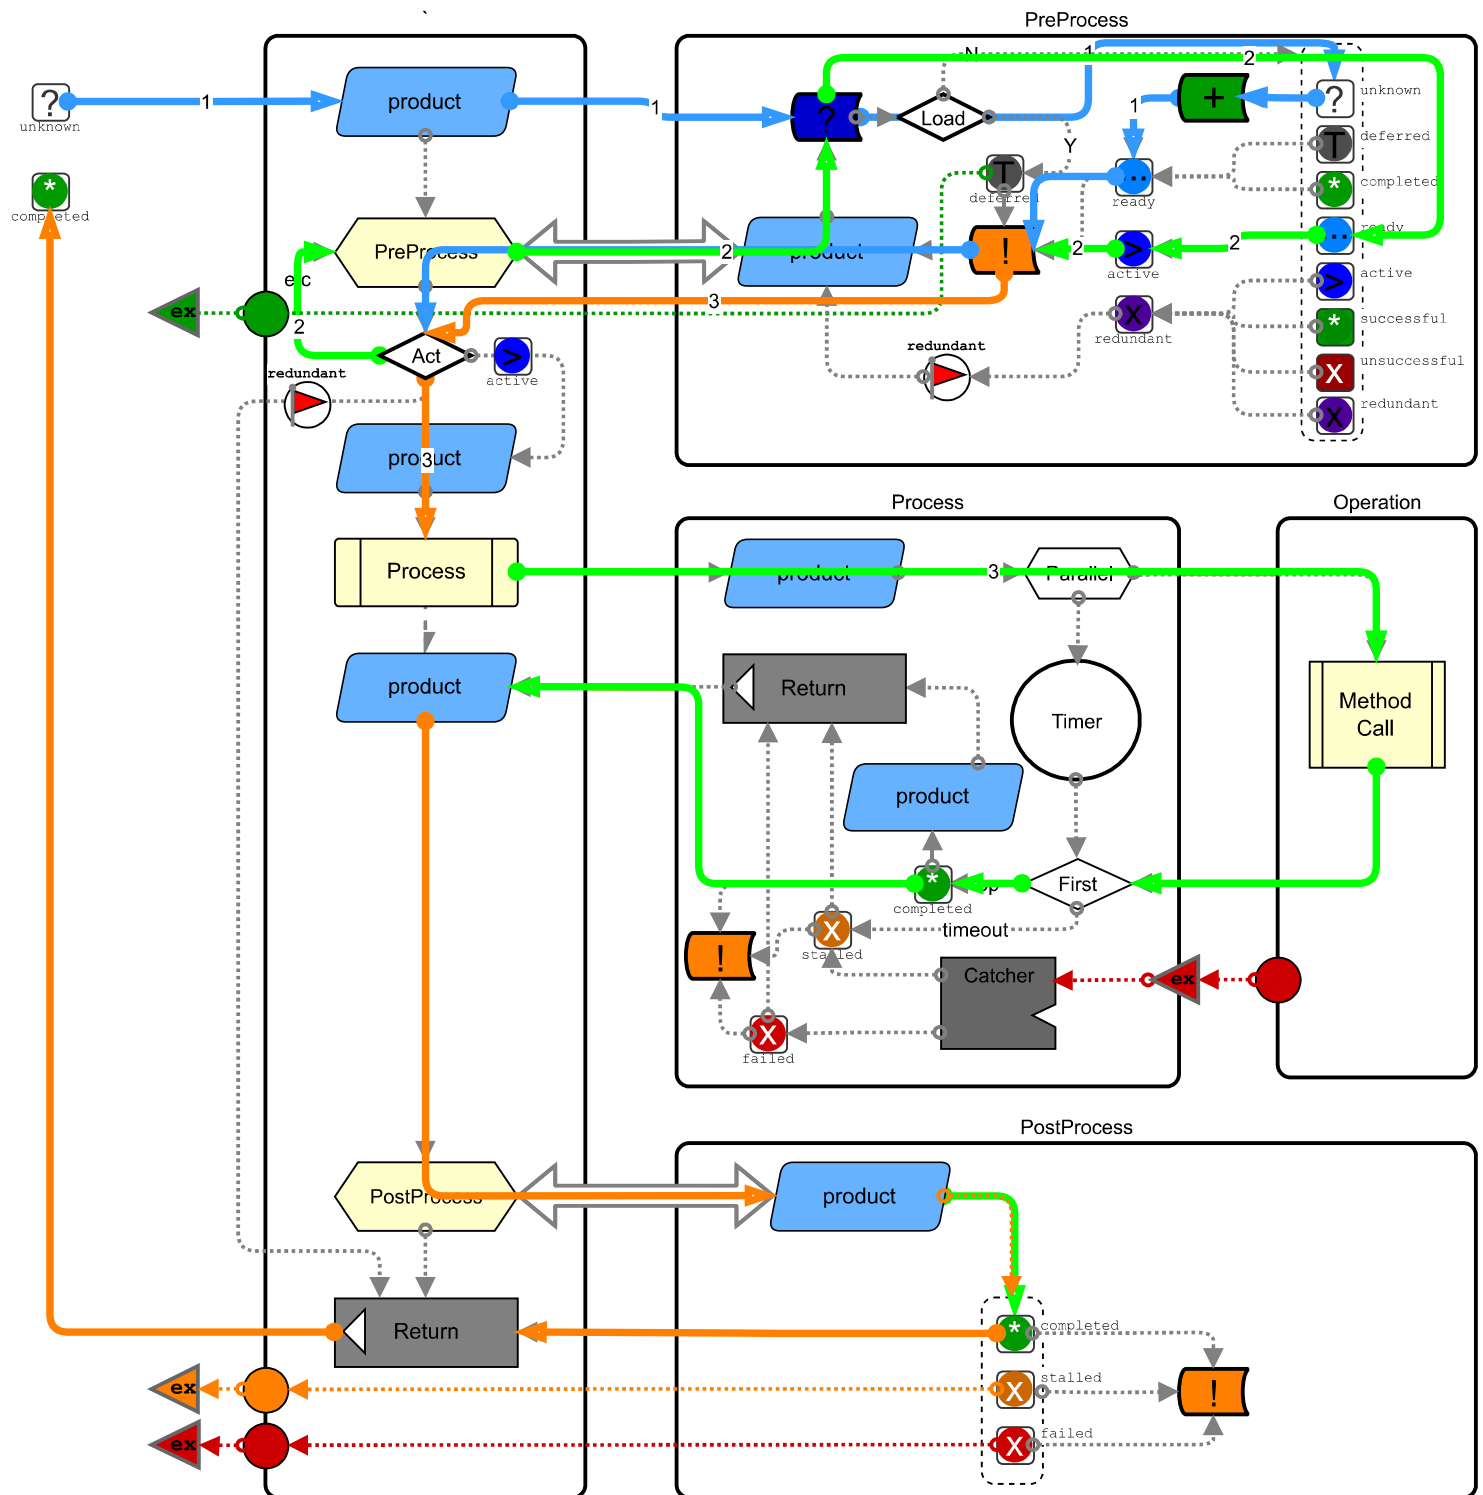 `
PreProcess
?
unknown
1
product
1
?
Load
N
1
2
+
1
?
unknown
Y
T
deferred
*
completed
T
deferred
...
ready
*
completed
PreProcess
2
product
!
2
>
active
2
...
ready
etc
ex
2
3
>
active
x
redundant
*
successful
Act
>
active
redundant
redundant
X
unsuccessful
x
redundant
product
3
Process
Operation
Process
product
3
Parallel
product
Return
Timer
Method
Call
product
*
completed
op
First
!
X
stalled
timeout
Catcher
ex
X
failed
PostProcess
PostProcess
product
Return
*
completed
ex
X
stalled
!
ex
X
failed